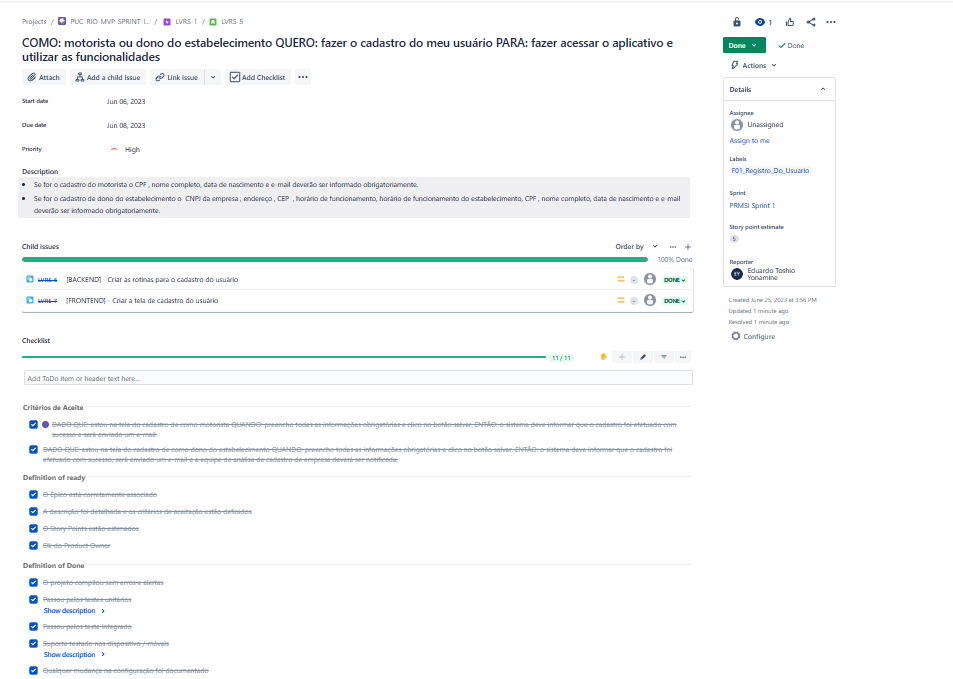 Projects / PUC-RIO-MVP-SPRINT-I... / LVRS-1 / LVRS-5
1
COMO: motorista ou dono do estabelecimento QUERO: fazer o cadastro do meu usuário PARA: fazer acessar o aplicativo e
utilizar as funcionalidades
Attach Add a child issue Link issue Add Checklist
Start date Jun 06, 2023
Due date Jun 08, 2023
Priority High
Description
Se for o cadastro do motorista o CPF , nome completo, data de nascimento e e-mail deverão ser informado obrigatoriamente.
Se for o cadastro de dono do estabelecimento o CNPJ da empresa , endereço , CEP , horário de funcionamento, horário de funcionamento do estabelecimento, CPF , nome completo, data de nascimento e e-mail
deverão ser informado obrigatoriamente.
Child issues Order by
100% Done
LVRS-6 [BACKEND] - Criar as rotinas para o cadastro do usuário DONE
LVRS-7 [FRONTEND] - Criar a tela de cadastro do usuário DONE
Checklist
11 / 11
Add ToDo item or header text here...
Critérios de Aceite
DADO QUE: estou na tela do cadastro de como motorista QUANDO: preencho todas as informações obrigatórias e clico no botão salvar. ENTÃO: o sistema deve informar que o cadastro foi efetuado com
sucesso e será enviado um e-mail.
DADO QUE: estou na tela do cadastro de como dono do estabelecimento QUANDO: preencho todas as informações obrigatórias e clico no botão salvar. ENTÃO: o sistema deve informar que o cadastro foi
efetuado com sucesso, será enviado um e-mail e a equipe de análise de cadastro de empresa deverá ser notificada.
Definition of ready
O Épico está corretamente associado
A descrição foi detalhada e os critérios de aceitação estão definidos
O Story Points estão estimados
Ok do Product Owner
Definition of Done
O projeto compilou sem erros e alertas
Passou pelos testes unitários
Show description
Passou pelos teste integrado
Suporte testado nos dispositivo / móveis
Show description
Qualquer mudança na configuração foi documentado
Done Done
Actions
Details
Assignee
Unassigned
Assign to me
Labels
F01_Registro_Do_Usuario
Sprint
PRMSI Sprint 1
Story point estimate
5
Reporter
EY Eduardo Toshio
Yonamine
Created June 25, 2023 at 3:56 PM
Updated 1 minute ago
Resolved 1 minute ago
Configure